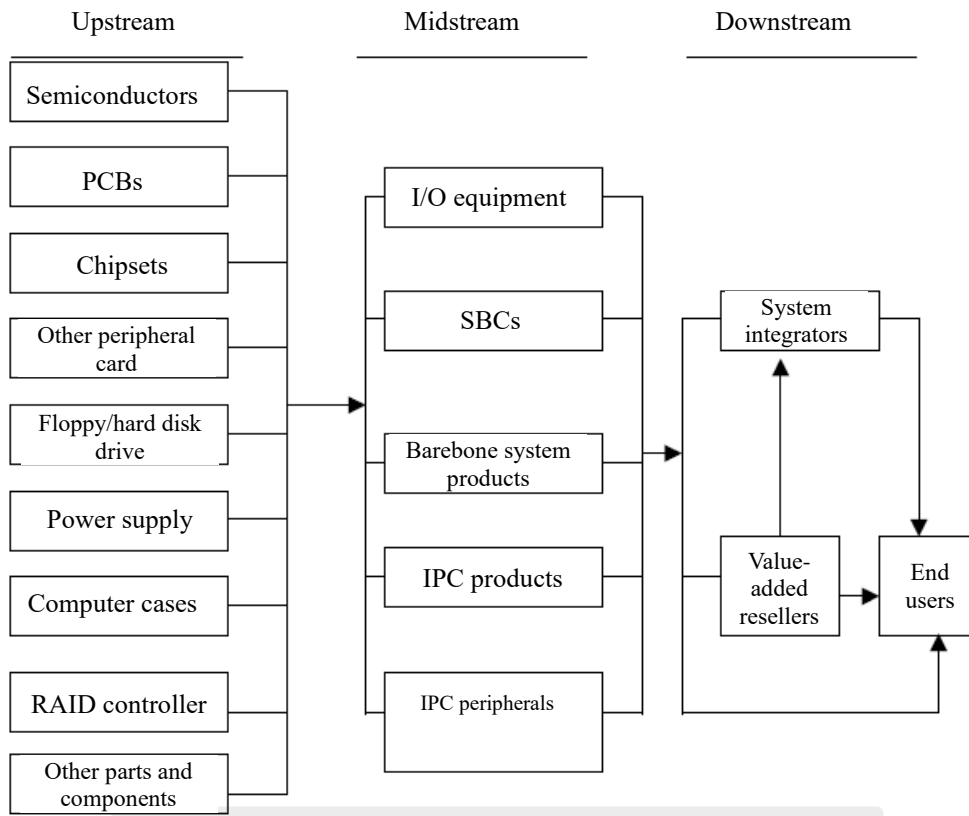 Upstream
Midstream
Downstream
Semiconductors
PCBs
Chipsets
Other peripheral
card
Floppy/hard disk
drive
Power supply
Computer cases
RAID controller
Other parts and
components
I/O equipment
SBCs
Barebone system
products
IPC products
IPC peripherals
System
integrators
Value-
added
resellers
End
users